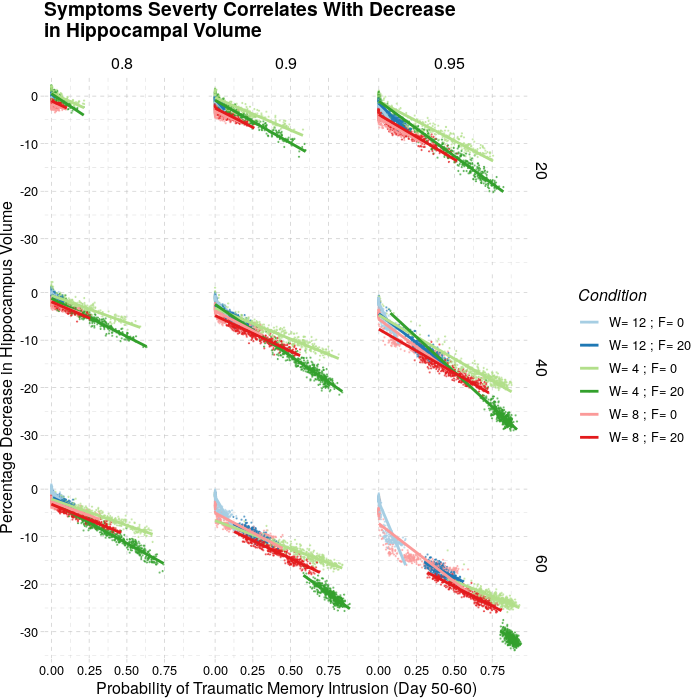 Symptoms Severty Correlates With Decrease
in Hippocampal Volume
0.8 0.9 0.95
Percentage Decrease in Hippocampus Volume
0
-10
-20
-30
20
0
-10
-20
-30
40
0
-10
-20
-30
60
0.00 0.25 0.50 0.75 0.00 0.25 0.50 0.75 0.00 0.25 0.50 0.75
Probability of Traumatic Memory Intrusion (Day 50-60)
Condition
W= 12 ; F= 0
W= 12 ; F= 20
W= 4 ; F= 0
W= 4 ; F= 20
W= 8 ; F= 0
W= 8 ; F= 20